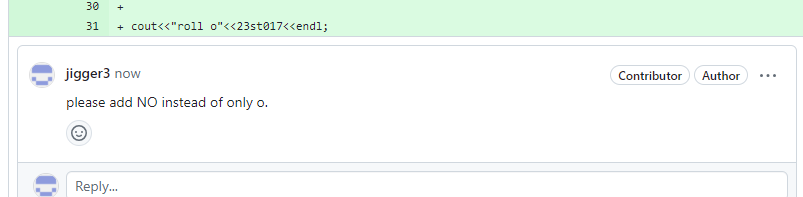 30 +
31 + cout<<"roll o"<<23st017<<endl;
jigger3 now Contributor Author ...
please add NO instead of only o.
Reply...